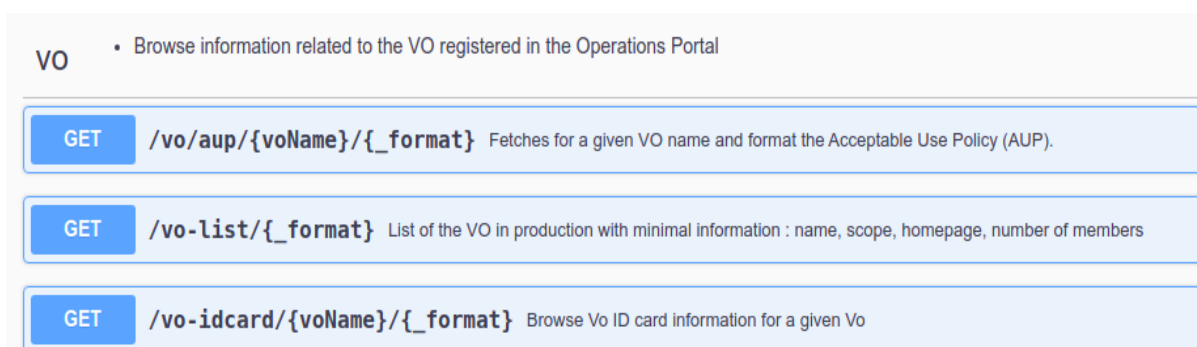 VO
• Browse information related to the VO registered in the Operations Portal
GET /vo/aup/{voName}/{_format} Fetches for a given VO name and format the Acceptable Use Policy (AUP).
GET /vo-list/{_format} List of the VO in production with minimal information : name, scope, homepage, number of members
GET /vo-idcard/{voName}/{_format} Browse Vo ID card information for a given Vo